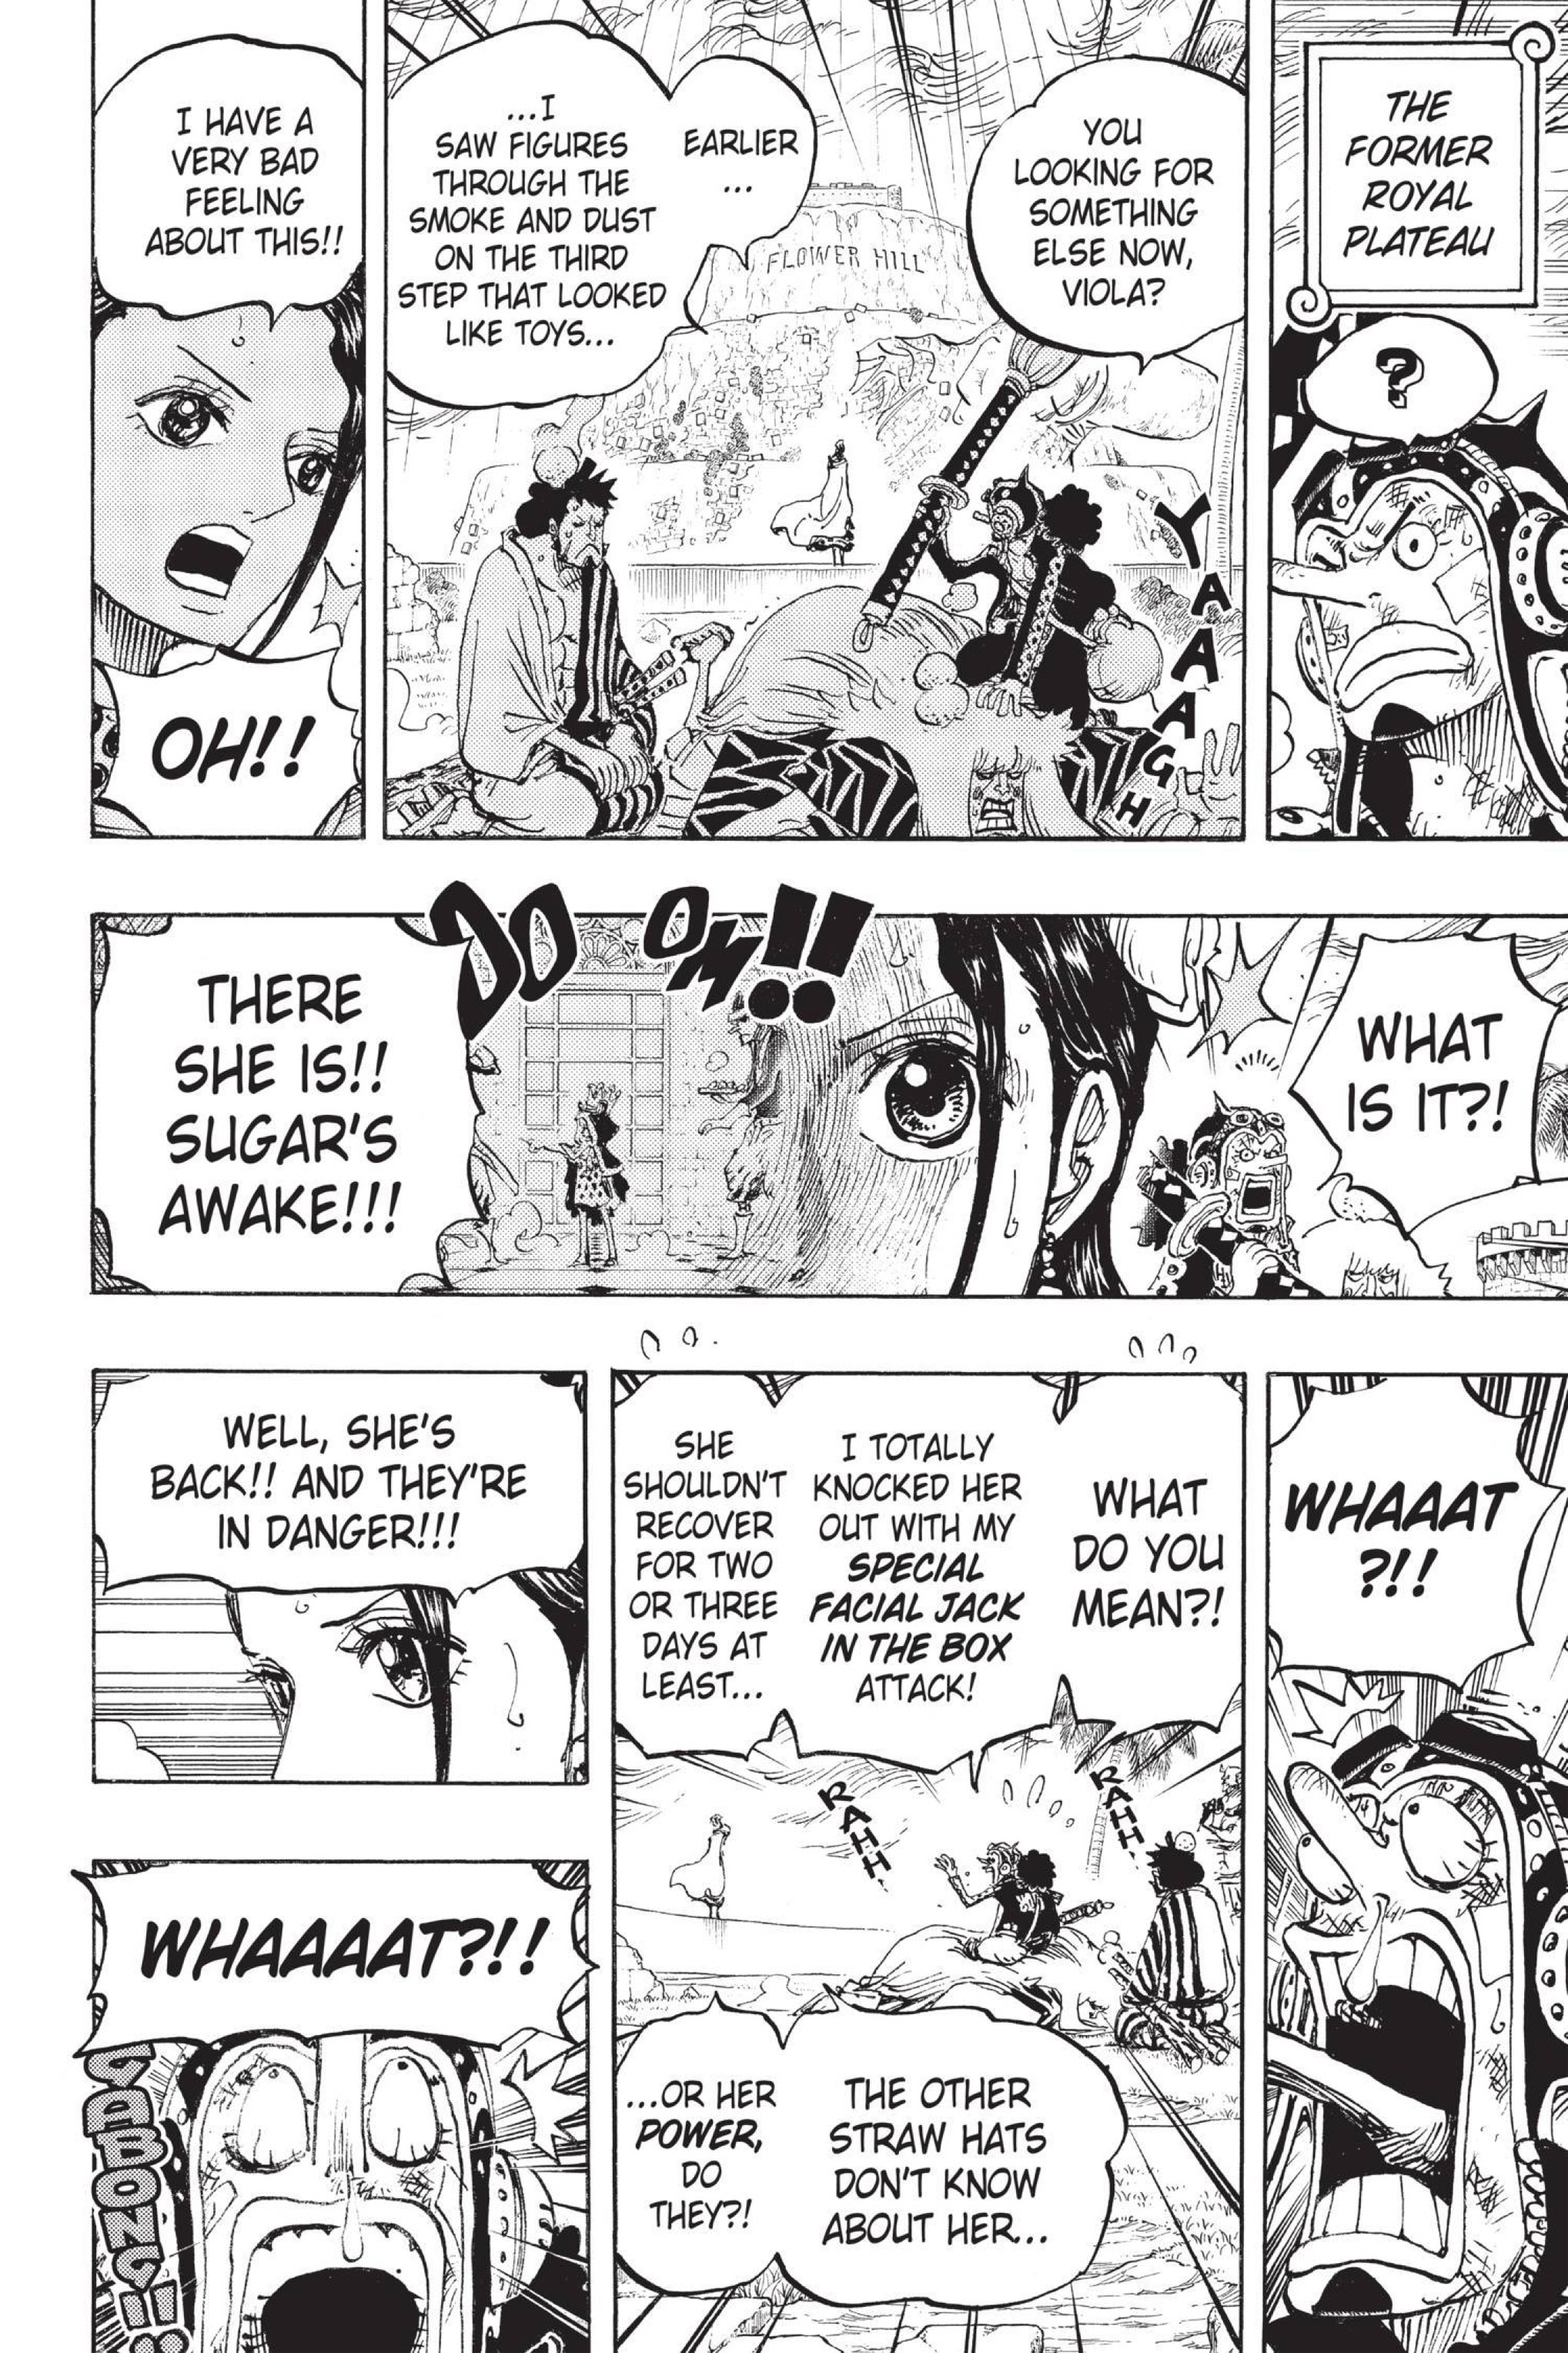 THE
FORMER
ROYAL
PLATEAU
?
YOU
LOOKING FOR
SOMETHING
ELSE NOW,
VIOLA?
EARLIER
...
...I
SAW FIGURES
THROUGH THE
SMOKE AND DUST
ON THE THIRD
STEP THAT LOOKED
LIKE TOYS...
FLOWER HILL
YAAAAGH
I HAVE A
VERY BAD
FEELING
ABOUT THIS!!
OH!!
WHAT
IS IT?!
DOOOM!!
THERE
SHE IS!!
SUGAR'S
AWAKE!!!
WHAAAT
?!!
WHAT
DO YOU
MEAN?!
I TOTALLY
KNOCKED HER
OUT WITH MY
SPECIAL
FACIAL JACK
IN THE BOX
ATTACK!
SHE
SHOULDN'T
RECOVER
FOR TWO
OR THREE
DAYS AT
LEAST...
RAHH
RAHH
THE OTHER
STRAW HATS
DON'T KNOW
ABOUT HER...
...OR HER
POWER,
DO
THEY?!
WELL, SHE'S
BACK!! AND THEY'RE
IN DANGER!!!
WHAAAAT?!!
GABONG!!